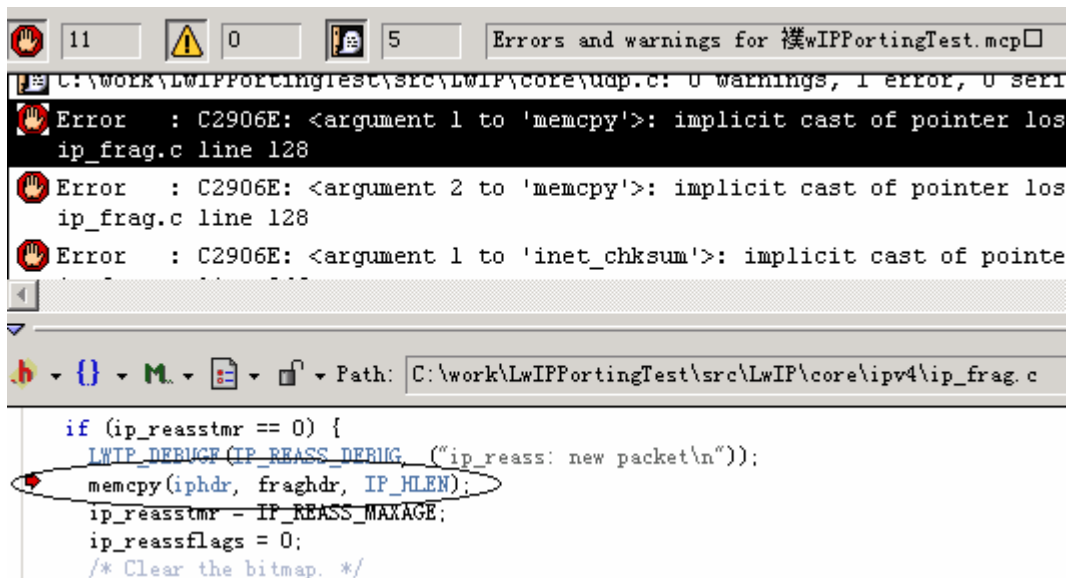 11 0 5 Errors and warnings for 襆wIPPortingTest.mcp□
C:\work\LwIPPortingTest\src\LwIP\core\udp.c: 0 warnings, 1 error, 0 seri
Error : C2906E: <argument 1 to 'memcpy'>: implicit cast of pointer los
ip_frag.c line 128
Error : C2906E: <argument 2 to 'memcpy'>: implicit cast of pointer los
ip_frag.c line 128
Error : C2906E: <argument 1 to 'inet_chksum'>: implicit cast of pointe
.h {} M.. Path: C:\work\LwIPPortingTest\src\LwIP\core\ipv4\ip_frag.c
if (ip_reasstmr == 0) {
LWIP_DEBUGF(IP_REASS_DEBUG, ("ip_reass: new packet\n"));
memcpy(iphdr, fraghdr, IP_HLEN);
ip_reasstmr = IP_REASS_MAXAGE;
ip_reassflags = 0;
/* Clear the bitmap. */